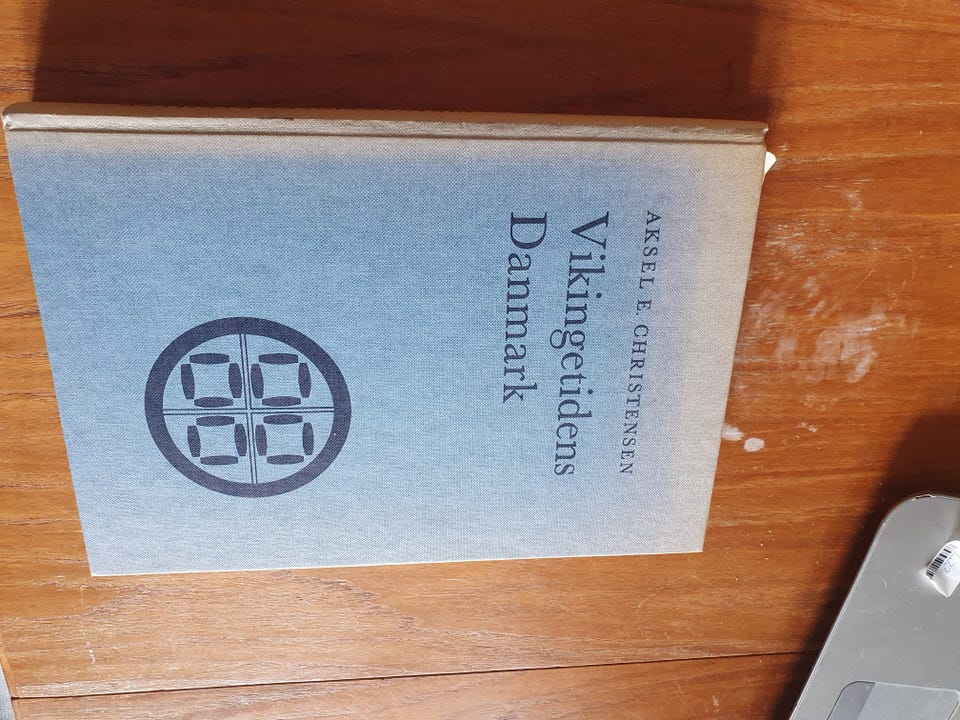 AKSEL E. CHRISTENSEN
Vikingetidens
Danmark